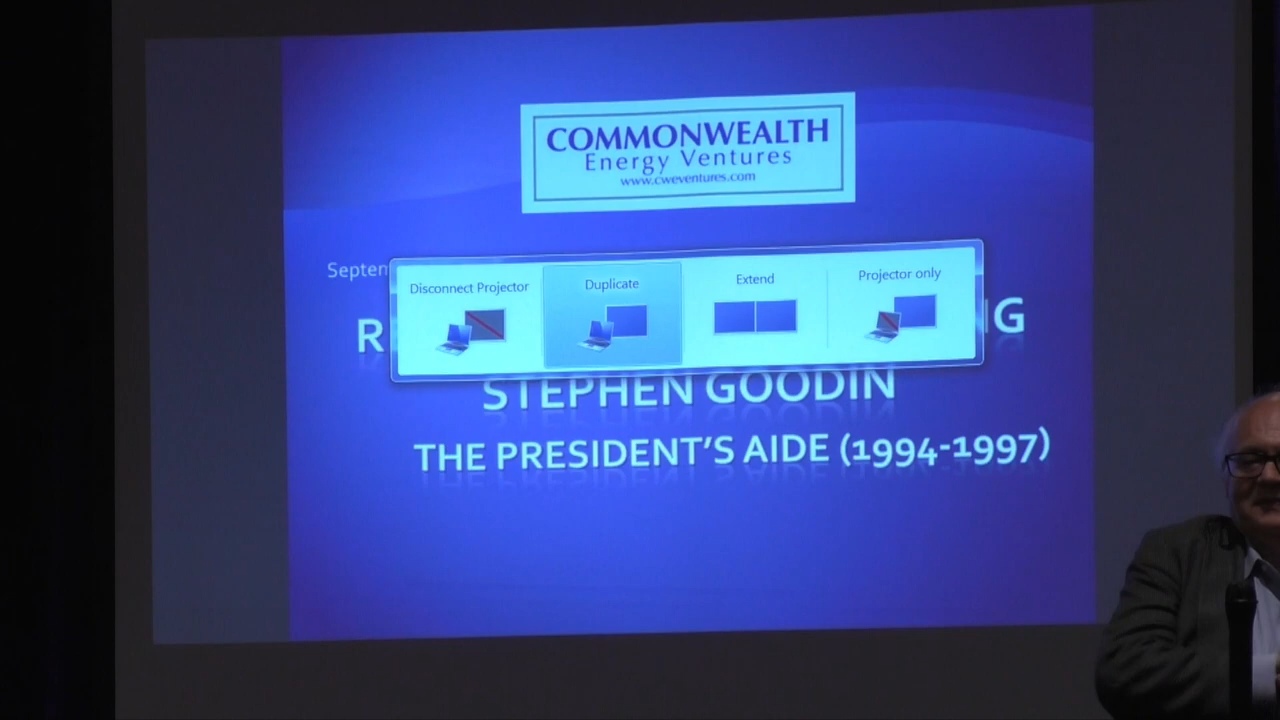 COMMONWEALTH
Energy Ventures
www.cweventures.com
Disconnect Projector
Duplicate
Extend
Projector only
STEPHEN GOODIN
THE PRESIDENT'S AIDE (1994-1997)